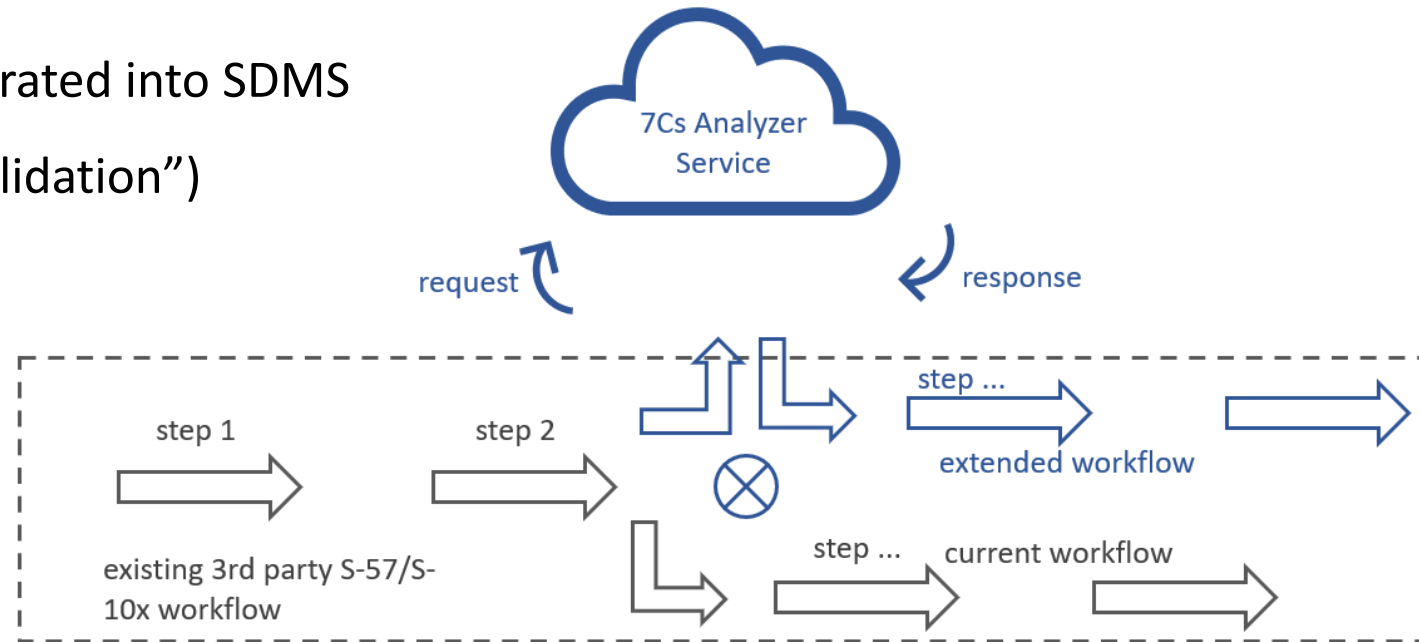 rated into SDMS
lidation”)
7Cs Analyzer
Service
request
response
step ...
step 1
step 2
extended workflow
step ...
current workflow
existing 3rd party S-57/S-
10x workflow